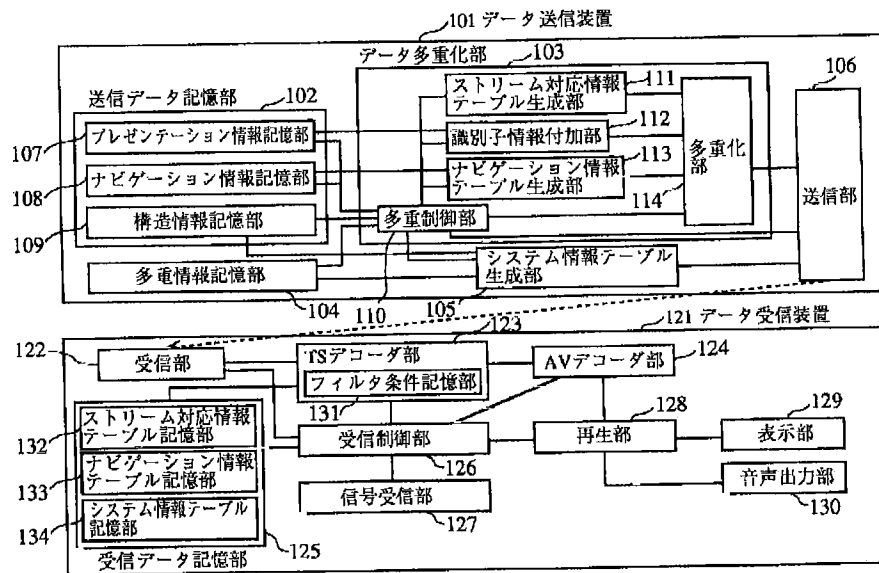 101 データ送信装置
データ多重化部
103
送信データ記憶部
102
ストリーム対応情報
テーブル生成部
111
106
107
プレゼンテーション情報記憶部
識別子情報付加部
112
108
ナビゲーション情報記憶部
ナビゲーション情報
テーブル生成部
113
多重化
部
114
送信部
109
構造情報記憶部
多重制御部
多重情報記憶部
システム情報テーブル
生成部
104
110
105
121 データ受信装置
122
受信部
123
TSデコーダ部
フィルタ条件記憶部
131
AVデコーダ部
124
132
ストリーム対応情報
テーブル記憶部
133
ナビゲーション情報
テーブル記憶部
134
システム情報テーブル
記憶部
受信データ記憶部
125
受信制御部
126
信号受信部
127
再生部
128
表示部
129
音声出力部
130